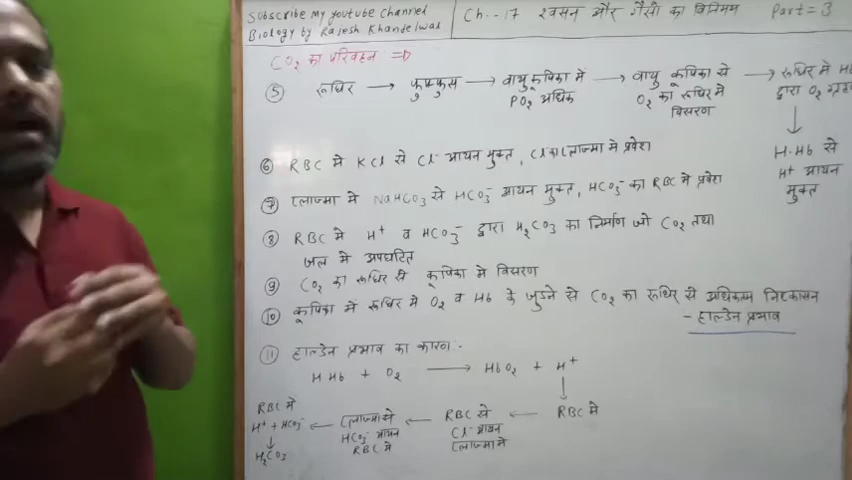 Subscribe my youtube channel
Biology by Rajesh Khandelwal
Ch.-17 श्वसन और गैसों का विनिमय Part=3
CO₂ का परिवहन ⇒
⑤ रुधिर → फुफ्फुस → वायुकूपिका में → वायु कूपिका से → रुधिर में Hb
PO₂ अधिक O₂ का रुधिर में द्वारा O₂ ग्रहण
विसरण ↓
H·Hb से
H⁺ आयन
मुक्त
⑥ RBC में KCl से Cl⁻ आयन मुक्त, Cl का प्लाज्मा में प्रवेश
⑦ प्लाज्मा में NaHCO₃ से HCO₃⁻ आयन मुक्त, HCO₃⁻ का RBC में प्रवेश
⑧ RBC में H⁺ व HCO₃⁻ द्वारा H₂CO₃ का निर्माण जो CO₂ तथा
जल में अपघटित
⑨ CO₂ का रुधिर से कूपिका में विसरण
⑩ कूपिका में रुधिर में O₂ व Hb के जुडने से CO₂ का रुधिर से अधिकतम निष्कासन
- हाल्डेन प्रभाव
⑪ हाल्डेन प्रभाव का कारण:-
HHb + O₂ → HbO₂ + H⁺
↓
RBC में ← प्लाज्मा से ← RBC से ← RBC में
H⁺ + HCO₃⁻ HCO₃⁻ आयन Cl⁻ आयन
↓ RBC में प्लाज्मा में
H₂CO₃